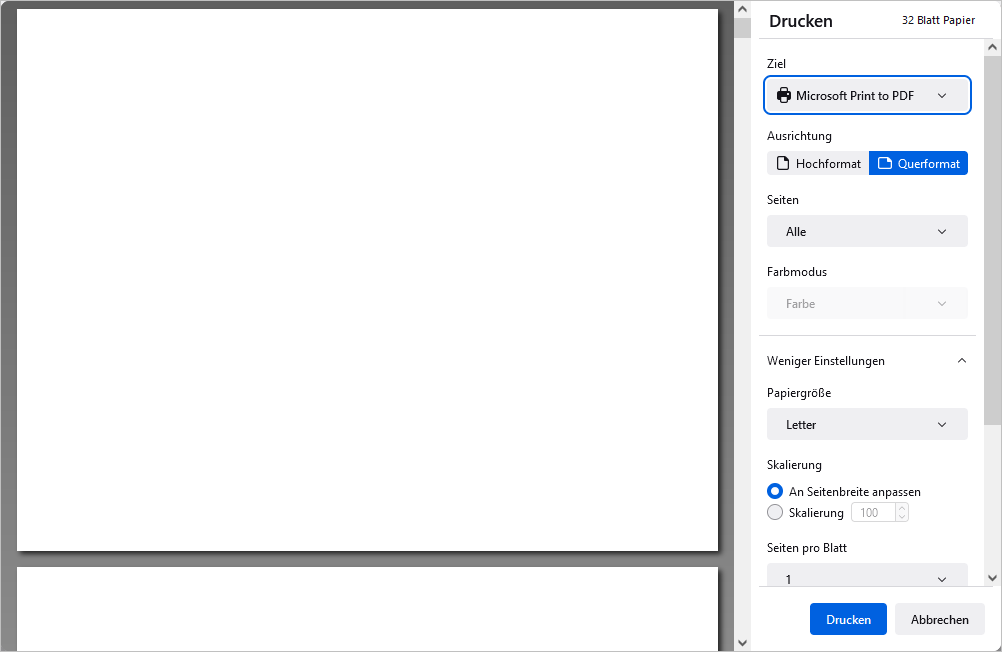 Drucken
32 Blatt Papier
Ziel
Microsoft Print to PDF
Ausrichtung
Hochformat
Querformat
Seiten
Alle
Farbmodus
Farbe
Weniger Einstellungen
Papiergröße
Letter
Skalierung
An Seitenbreite anpassen
Skalierung 100
Seiten pro Blatt
1
Drucken
Abbrechen